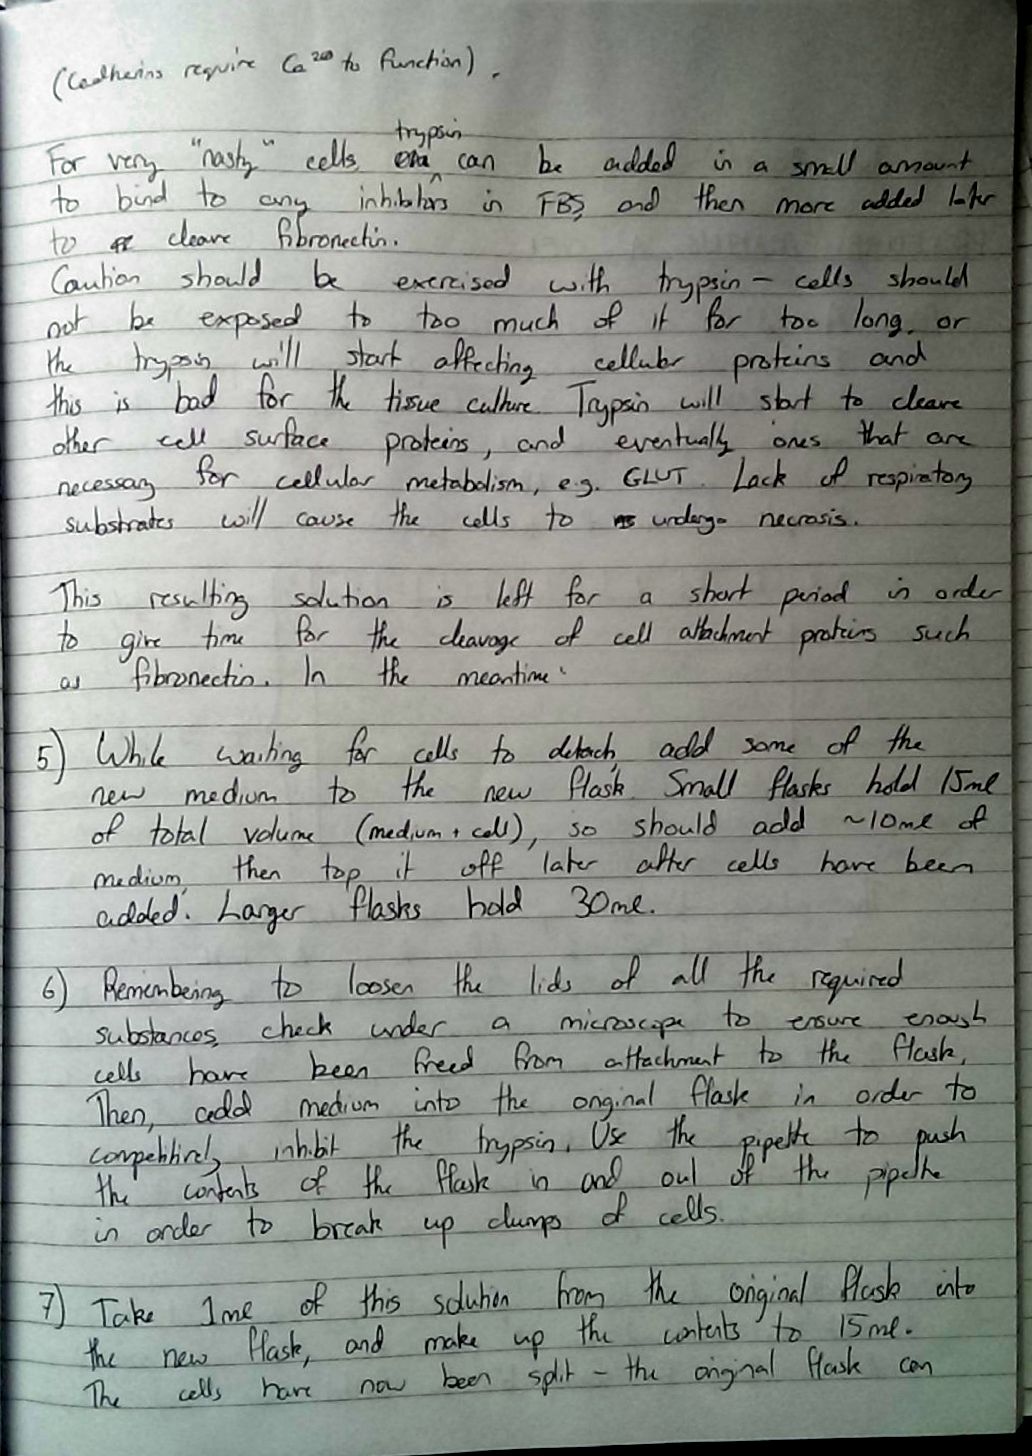 (Cadherins require Ca²⁺ to function).
trypsin
For very "nasty" cells, can be added in a small amount
to bind to any inhibitors in FBS, and then more added later
to cleave fibronectin.
Caution should be exercised with trypsin – cells should
not be exposed to too much of it for too long, or
the trypsin will start affecting cellular proteins and
this is bad for the tissue culture. Trypsin will start to cleave
other cell surface proteins, and eventually ones that are
necessary for cellular metabolism, e.g. GLUT. Lack of respiratory
substrates will cause the cells to undergo necrosis.
This resulting solution is left for a short period in order
to give time for the cleavage of cell attachment proteins such
as fibronectin. In the meantime:
5) While waiting for cells to detach, add some of the
new medium to the new flask. Small flasks hold 15ml
of total volume (medium + cell), so should add ~10ml of
medium, then top it off later after cells have been
added. Larger flasks hold 30ml.
6) Remembering to loosen the lids of all the required
substances, check under a microscope to ensure enough
cells have been freed from attachment to the flask.
Then, add medium into the original flask in order to
competitively inhibit the trypsin. Use the pipette to push
the contents of the flask in and out of the pipette
in order to break up clumps of cells.
7) Take 1ml of this solution from the original flask into
the new flask, and make up the contents to 15ml.
The cells have now been split – the original flask can